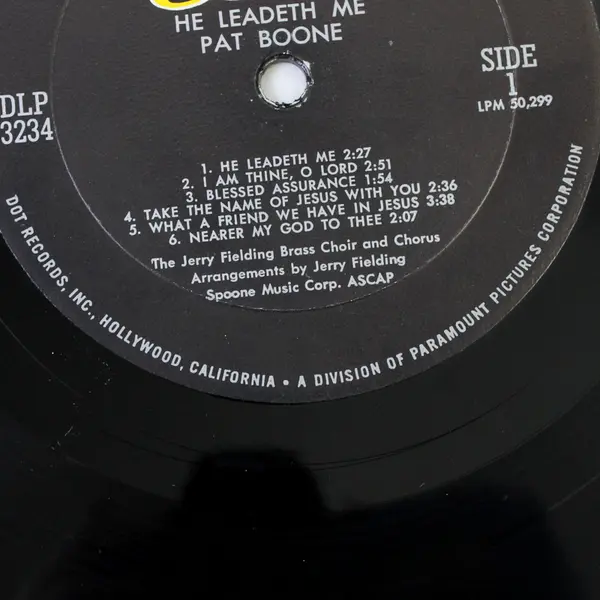 HE LEADETH ME
PAT BOONE
SIDE
1
LPM 50,299
DLP
3234
1. HE LEADETH ME 2:27
2. I AM THINE, O LORD 2:51
3. BLESSED ASSURANCE 1:54
4. TAKE THE NAME OF JESUS WITH YOU 2:36
5. WHAT A FRIEND WE HAVE IN JESUS 3:38
6. NEARER MY GOD TO THEE 2:07
The Jerry Fielding Brass Choir and Chorus
Arrangements by Jerry Fielding
Spoone Music Corp. ASCAP
DOT RECORDS, INC., HOLLYWOOD, CALIFORNIA • A DIVISION OF PARAMOUNT PICTURES CORPORATION